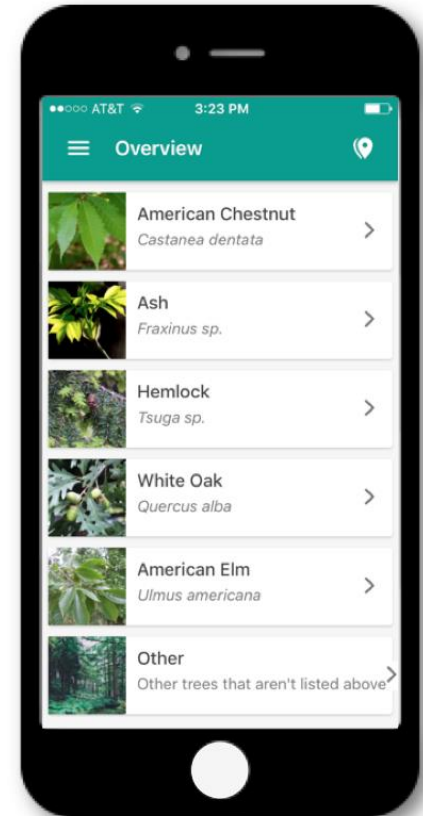 AT&T 3:23 PM
Overview
American Chestnut
Castanea dentata
Ash
Fraxinus sp.
Hemlock
Tsuga sp.
White Oak
Quercus alba
American Elm
Ulmus americana
Other
Other trees that aren't listed above